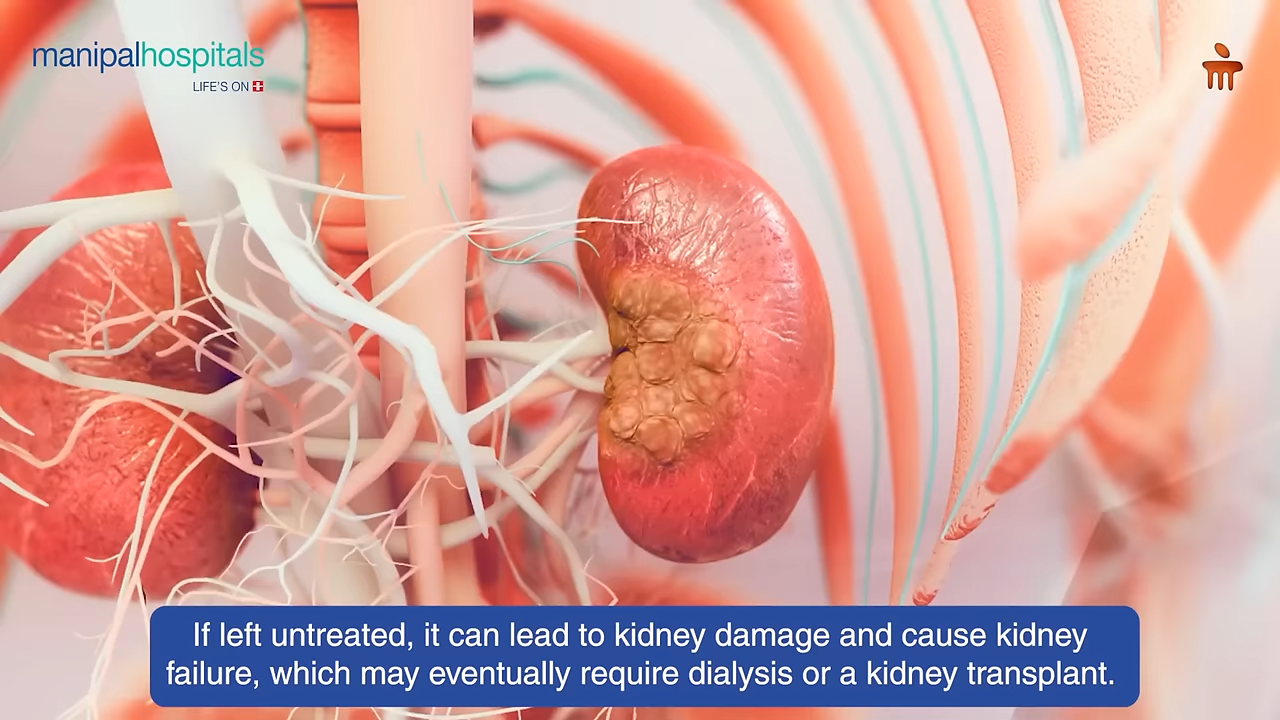 manipalhospitals
LIFE'S ON
If left untreated, it can lead to kidney damage and cause kidney
failure, which may eventually require dialysis or a kidney transplant.